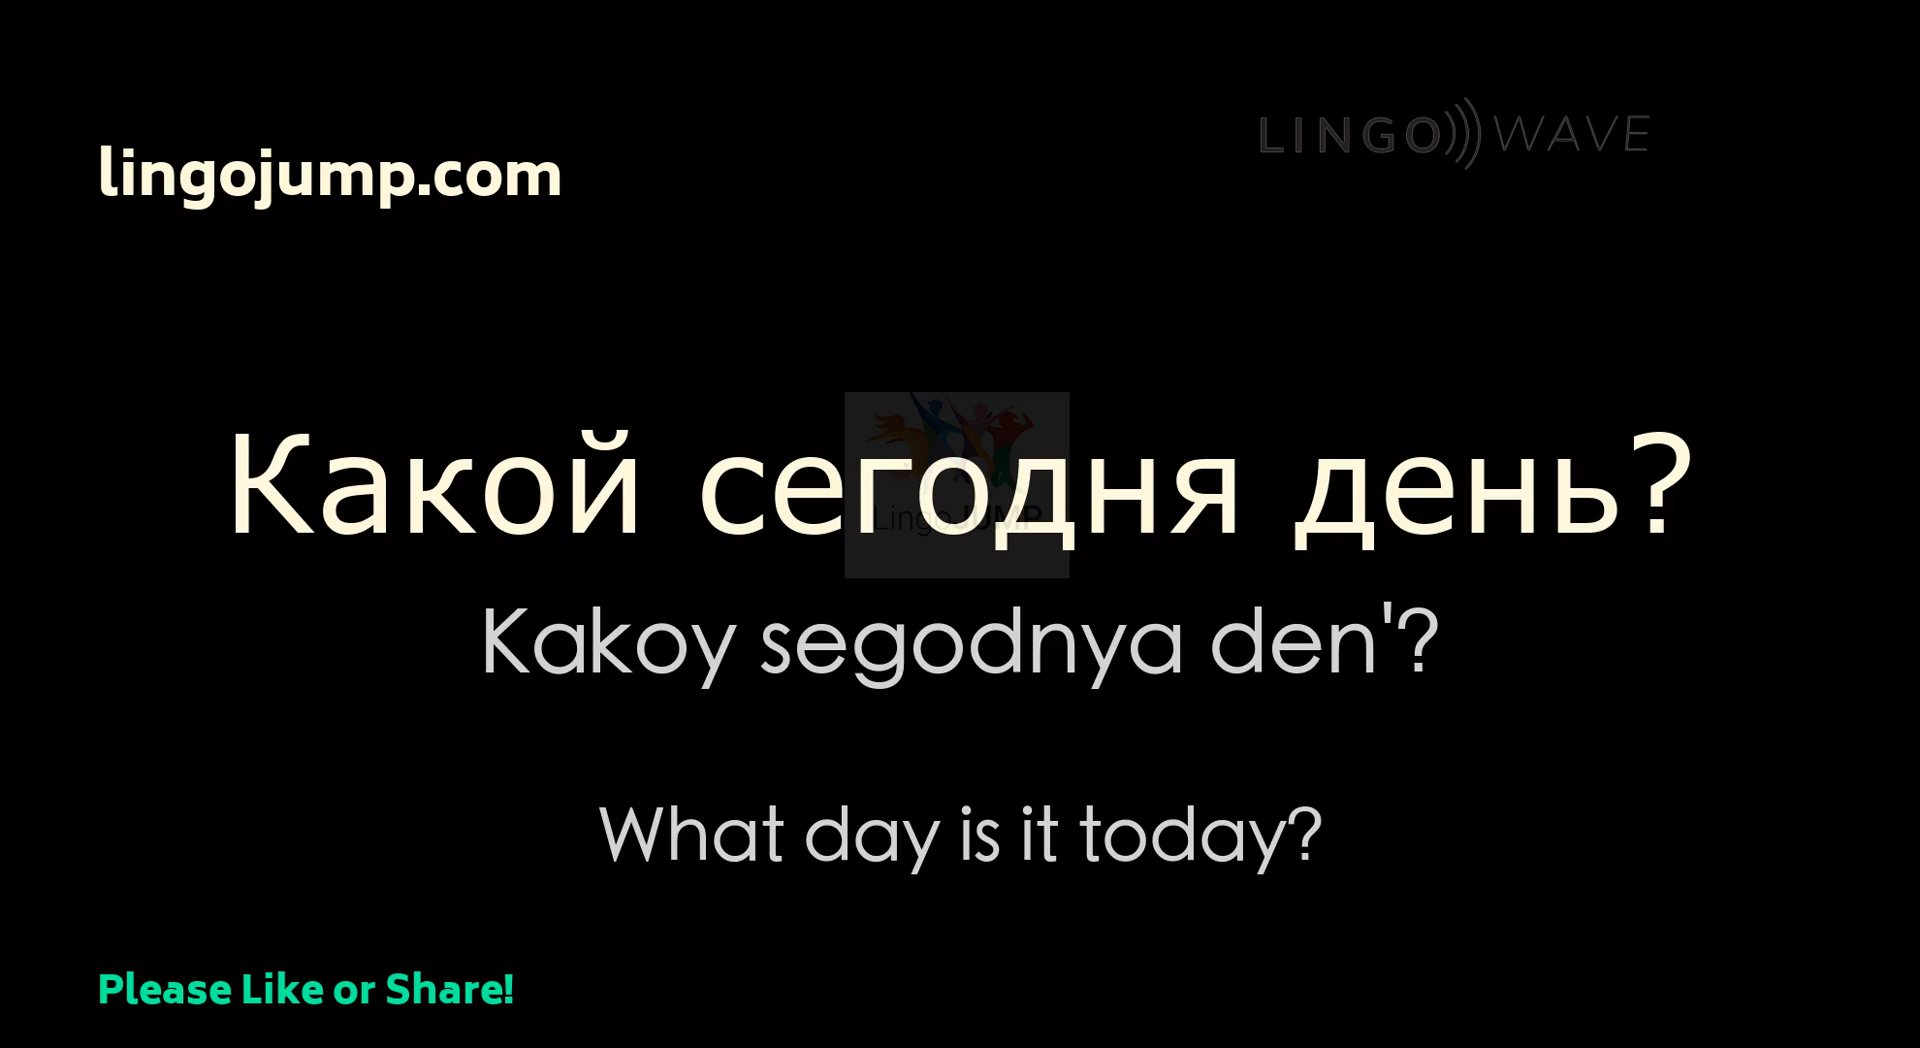 lingojump.com
LINGO WAVE
Какой сегодня день?
LingoJUMP
Kakoy segodnya den'?
What day is it today?
Please Like or Share!